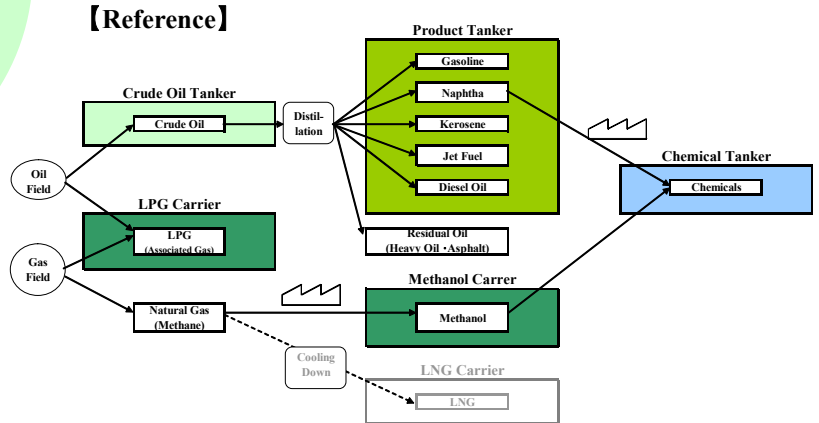 【Reference】
Product Tanker
Gasoline
Naphtha
Kerosene
Jet Fuel
Diesel Oil
Crude Oil Tanker
Crude Oil
Distil-
lation
Chemical Tanker
Chemicals
Oil
Field
LPG Carrier
LPG
(Associated Gas)
Residual Oil
(Heavy Oil・Asphalt)
Gas
Field
Methanol Carrer
Natural Gas
(Methane)
Methanol
Cooling
Down
LNG Carrier
LNG